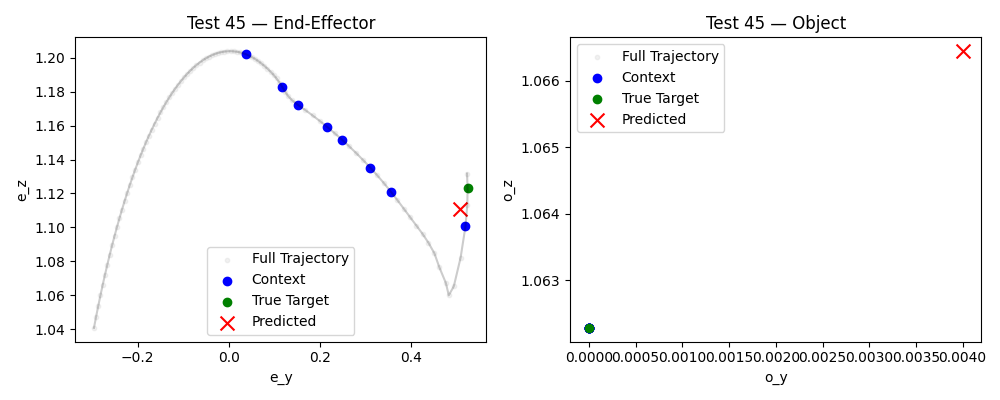 Test 45 — End-Effector
1.20
1.18
1.16
1.14
1.12
1.10
1.08
1.06
1.04
e_z
Full Trajectory
Context
True Target
Predicted
−0.2
0.0
0.2
0.4
e_y
Test 45 — Object
1.066
1.065
1.064
1.063
o_z
Full Trajectory
Context
True Target
Predicted
0.0000
0.0005
0.0010
0.0015
0.0020
0.0025
0.0030
0.0035
0.0040
o_y